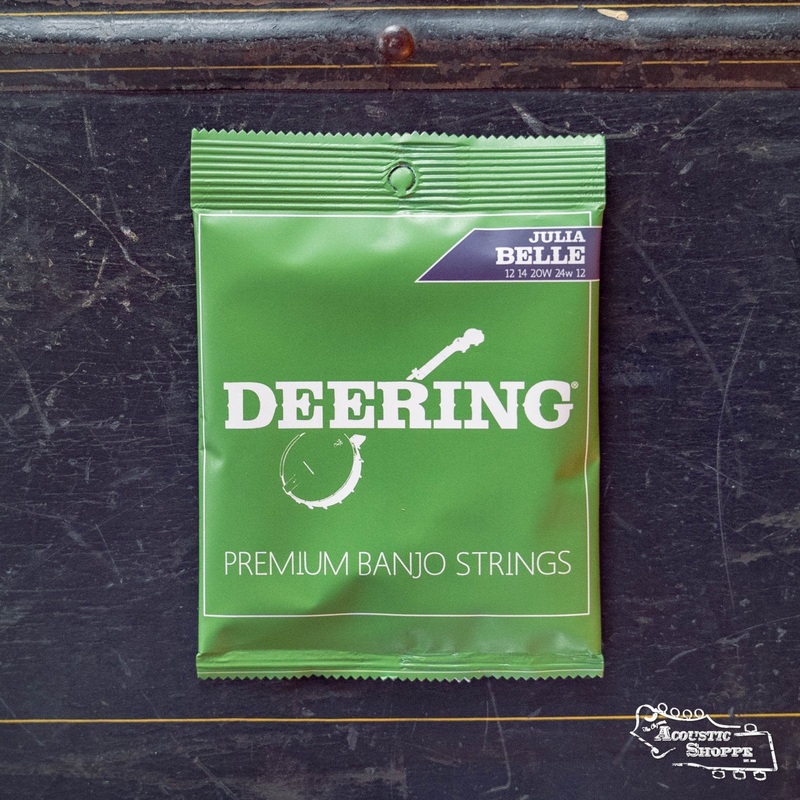 JULIA
BELLE
12 14 20W 24w 12
DEERING®
PREMIUM BANJO STRINGS
ACOUSTIC
SHOPPE